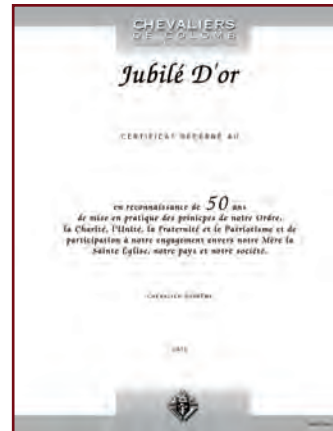 CHEVALIERS
DE COLOMB
Jubilé D'or
CERTIFICAT DÉCERNÉ AU
en reconnaissance de 50 ans
de mise en pratique des principes de notre Ordre,
la Charité, l'Unité, la Fraternité et le Patriotisme et de
participation à notre engagement envers notre Mère la
Sainte Église, notre pays et notre société.
CHEVALIER SUPRÊME